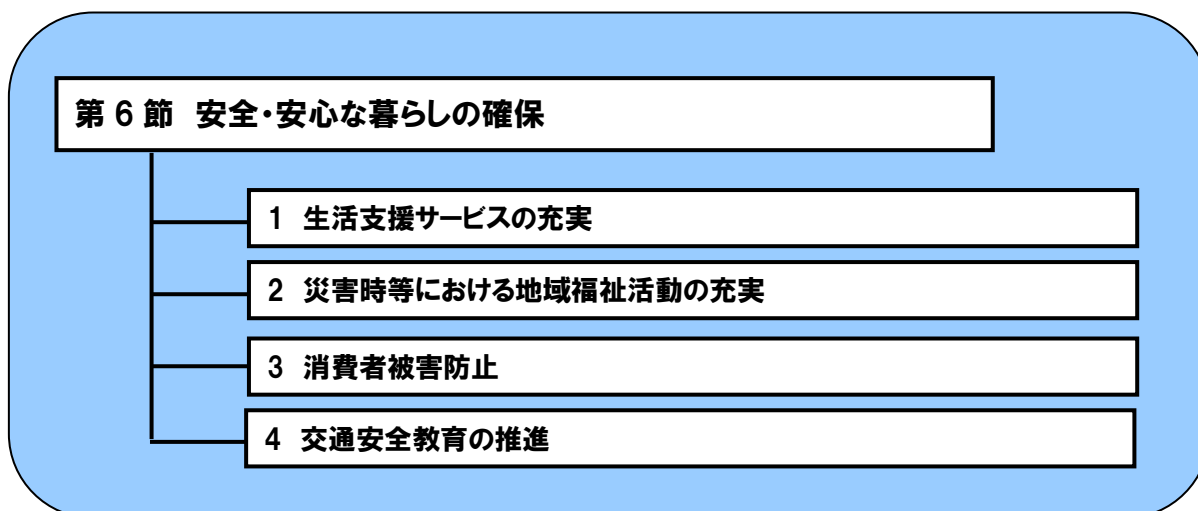 第6節 安全・安心な暮らしの確保
1 生活支援サービスの充実
2 災害時等における地域福祉活動の充実
3 消費者被害防止
4 交通安全教育の推進